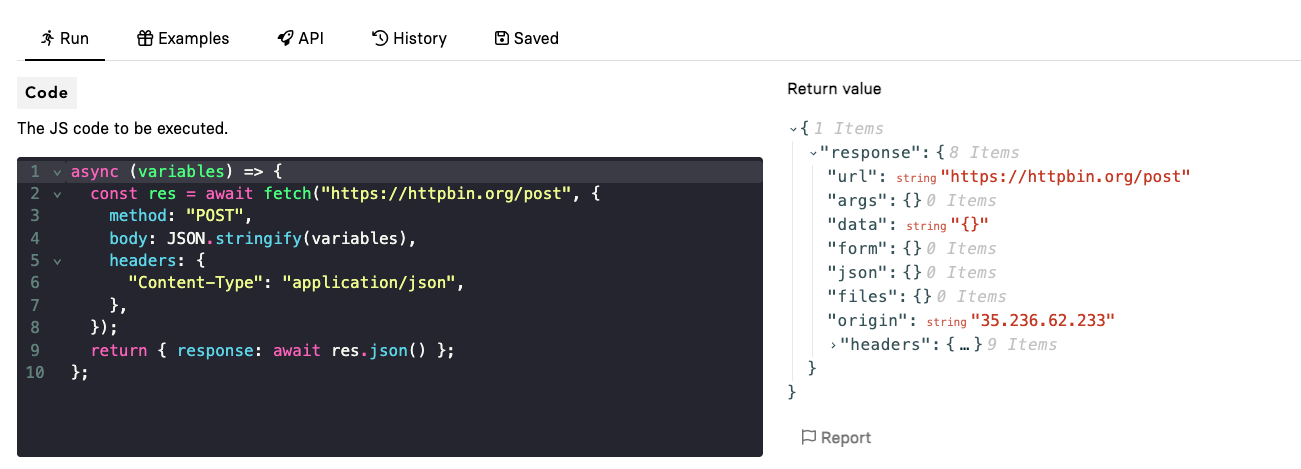 Run Examples API History Saved
Code
The JS code to be executed.
1 async (variables) => {
2 const res = await fetch("https://httpbin.org/post", {
3 method: "POST",
4 body: JSON.stringify(variables),
5 headers: {
6 "Content-Type": "application/json",
7 },
8 });
9 return { response: await res.json() };
10 };
Return value
{ 1 Items
"response": { 8 Items
"url": string "https://httpbin.org/post"
"args": {} 0 Items
"data": string "{}"
"form": {} 0 Items
"json": {} 0 Items
"files": {} 0 Items
"origin": string "35.236.62.233"
"headers": {…} 9 Items
}
}
Report